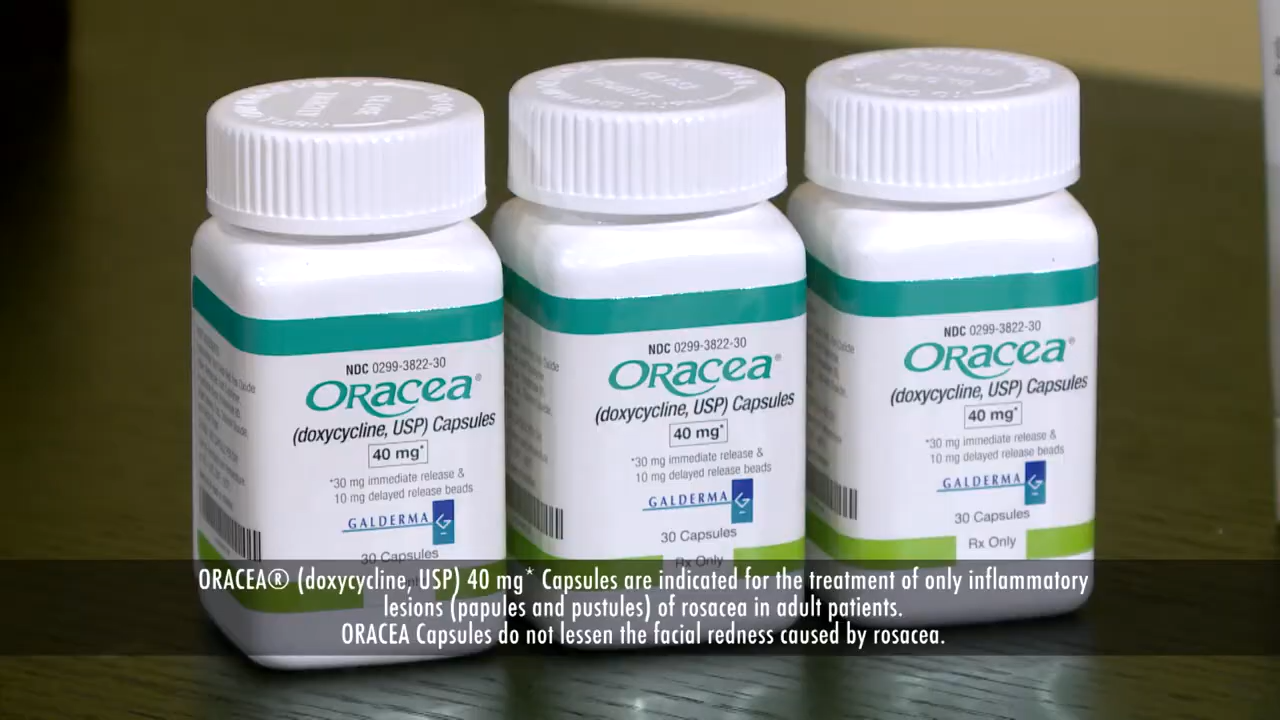 NDC 0299-3822-30
ORACEA®
(doxycycline, USP) Capsules
40 mg*
*30 mg immediate release &
10 mg delayed release beads
GALDERMA
30 Capsules
NDC 0299-3822-30
ORACEA®
(doxycycline, USP) Capsules
40 mg*
*30 mg immediate release &
10 mg delayed release beads
GALDERMA
30 Capsules
Rx Only
NDC 0299-3822-30
ORACEA®
(doxycycline, USP) Capsules
40 mg*
*30 mg immediate release &
10 mg delayed release beads
GALDERMA
30 Capsules
Rx Only
ORACEA® (doxycycline, USP) 40 mg* Capsules are indicated for the treatment of only inflammatory
lesions (papules and pustules) of rosacea in adult patients.
ORACEA Capsules do not lessen the facial redness caused by rosacea.